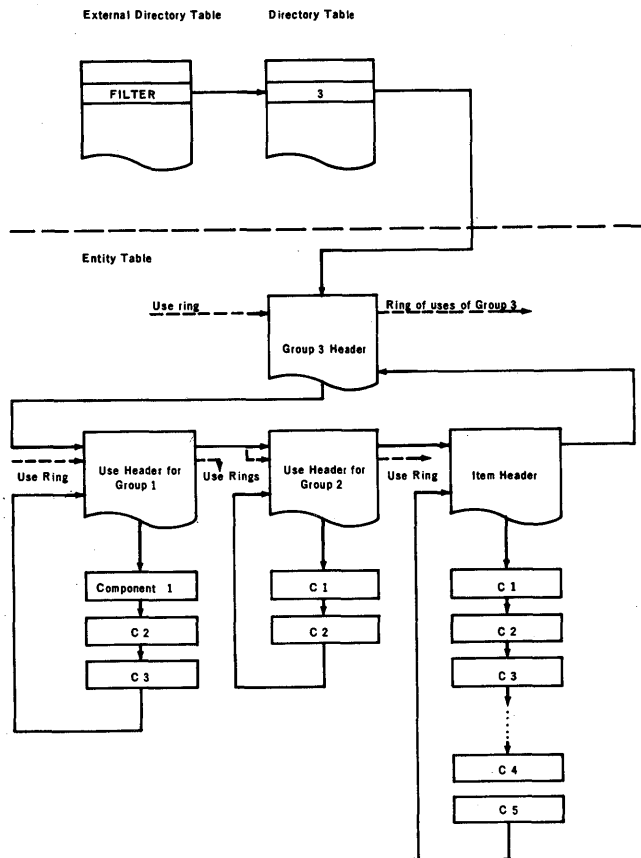 External Directory Table
Directory Table
FILTER
3
Entity Table
Use ring
Ring of uses of Group 3
Group 3 Header
Use Header for
Group 1
Use Header for
Group 2
Item Header
Use Ring
Use Rings
Use Ring
Component 1
C 1
C 1
C 2
C 2
C 2
C 3
C 3
C 4
C 5